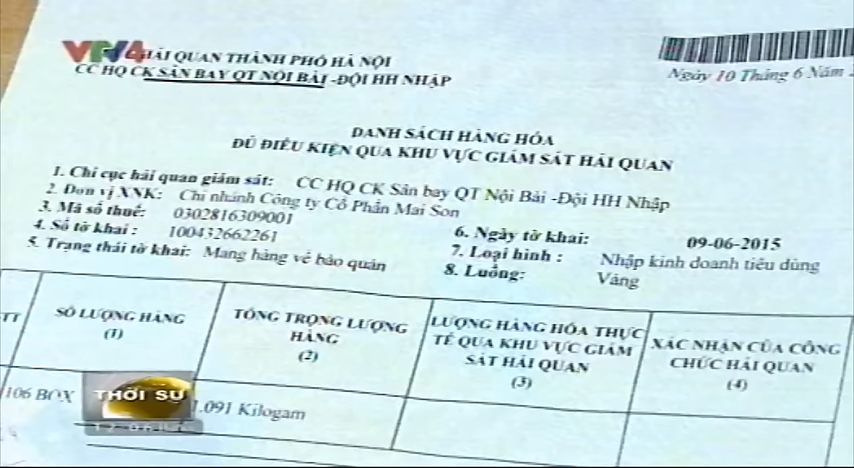 VTV4
HẢI QUAN THÀNH PHỐ HÀ NỘI
CC HQ CK SÂN BAY QT NỘI BÀI -ĐỘI HH NHẬP
Ngày 10 Tháng 6 Năm
DANH SÁCH HÀNG HÓA
ĐỦ ĐIỀU KIỆN QUA KHU VỰC GIÁM SÁT HẢI QUAN
1. Chi cục hải quan giám sát: CC HQ CK Sân bay QT Nội Bài -Đội HH Nhập
2. Đơn vị XNK: Chi nhánh Công ty Cổ Phần Mai Son
3. Mã số thuế: 0302816309001
4. Số tờ khai : 100432662261
5. Trạng thái tờ khai: Mang hàng về bảo quản
6. Ngày tờ khai: 09-06-2015
7. Loại hình : Nhập kinh doanh tiêu dùng
8. Luồng: Vàng
TT
SỐ LƯỢNG HÀNG
(1)
TỔNG TRỌNG LƯỢNG
HÀNG
(2)
LƯỢNG HÀNG HÓA THỰC
TẾ QUA KHU VỰC GIÁM
SÁT HẢI QUAN
(3)
XÁC NHẬN CỦA CÔNG
CHỨC HẢI QUAN
(4)
106 BOX
1.091 Kilogam
THỜI SỰ